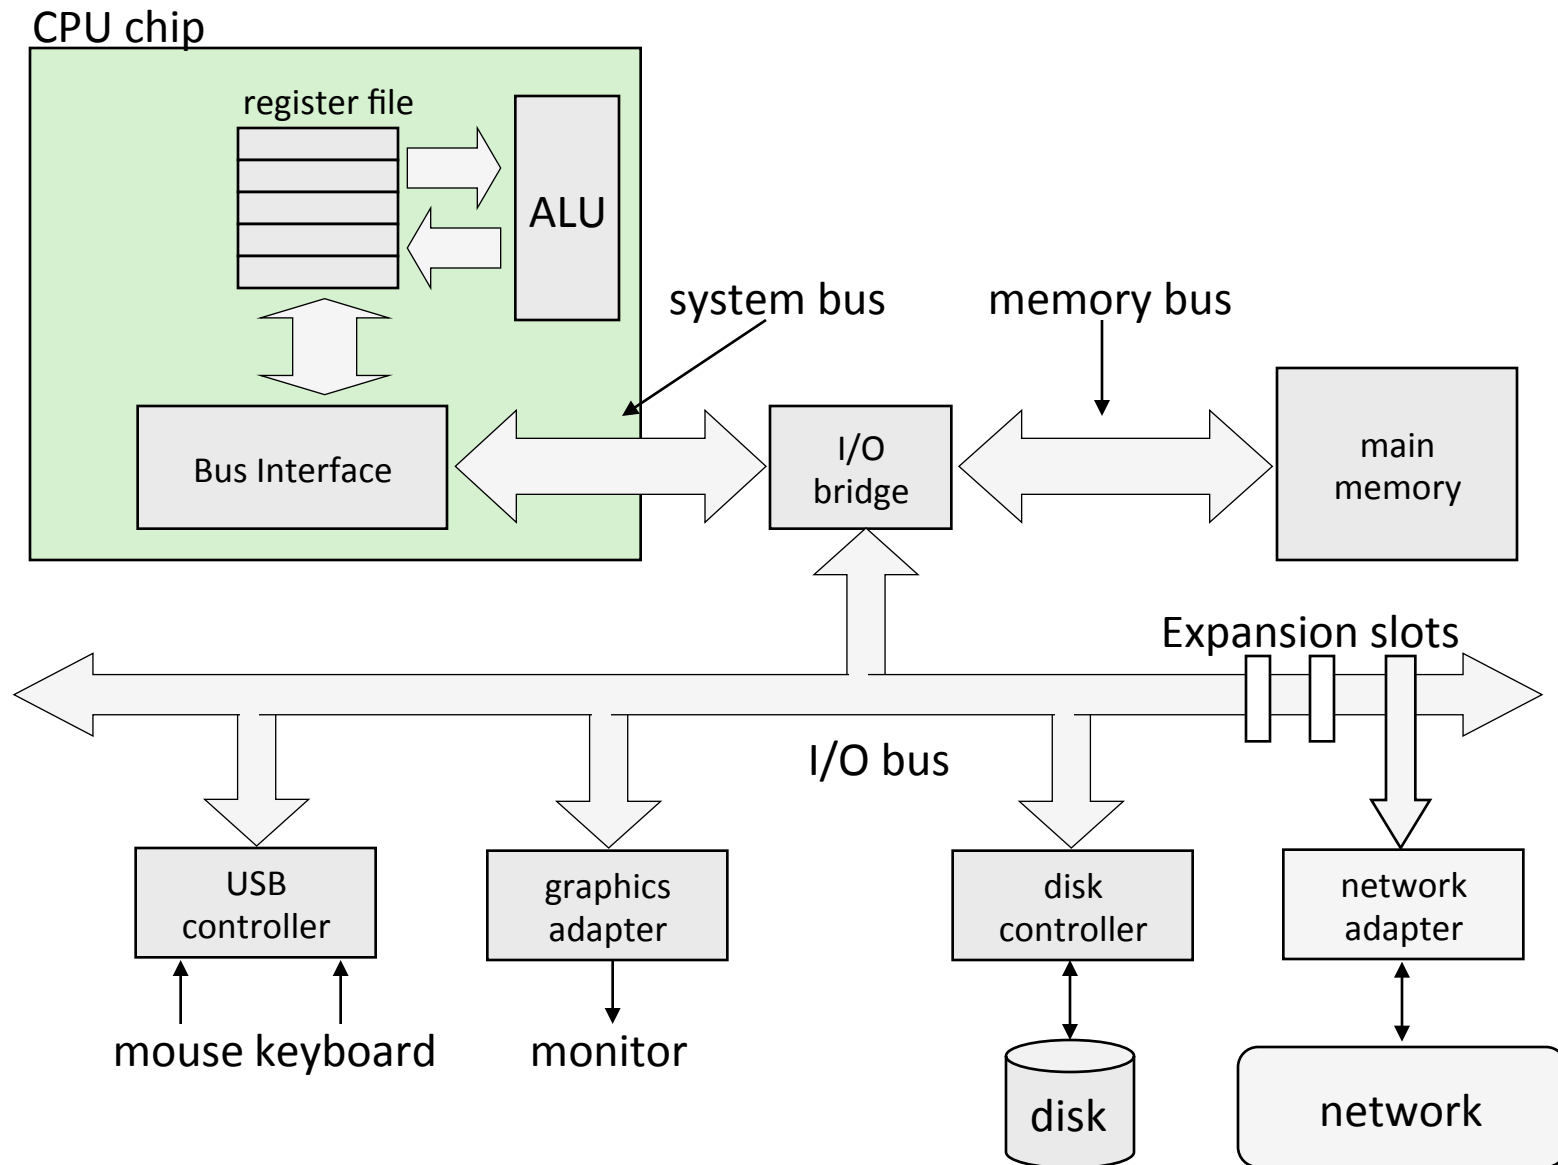 CPU chip
register file
ALU
system bus
memory bus
Bus Interface
I/O
bridge
main
memory
Expansion slots
I/O bus
USB
controller
graphics
adapter
disk
controller
network
adapter
mouse keyboard
monitor
disk
network